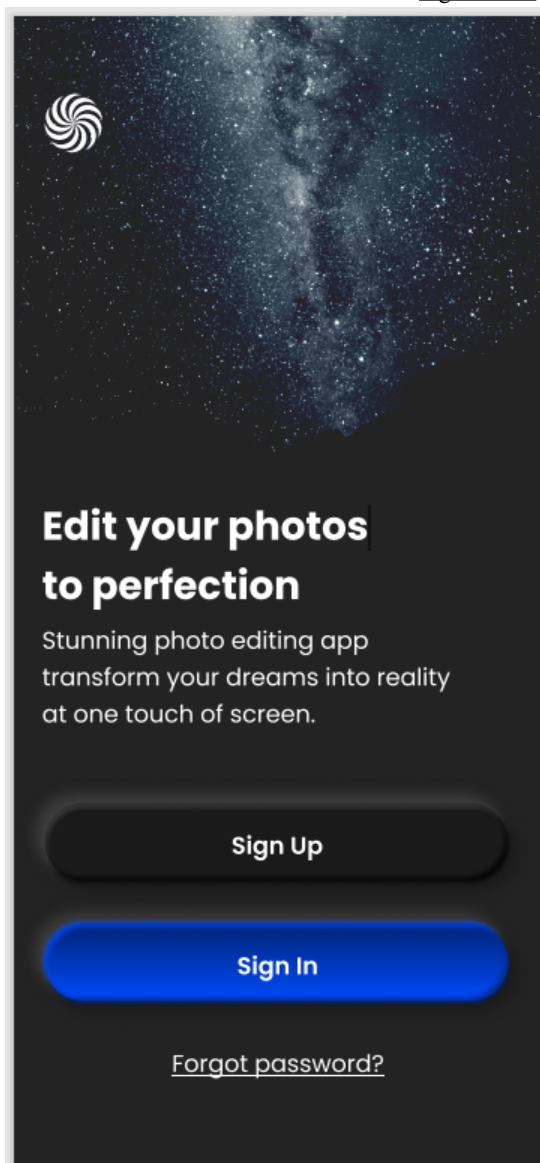 Edit your photos
to perfection
Stunning photo editing app
transform your dreams into reality
at one touch of screen.
Sign Up
Sign In
Forgot password?